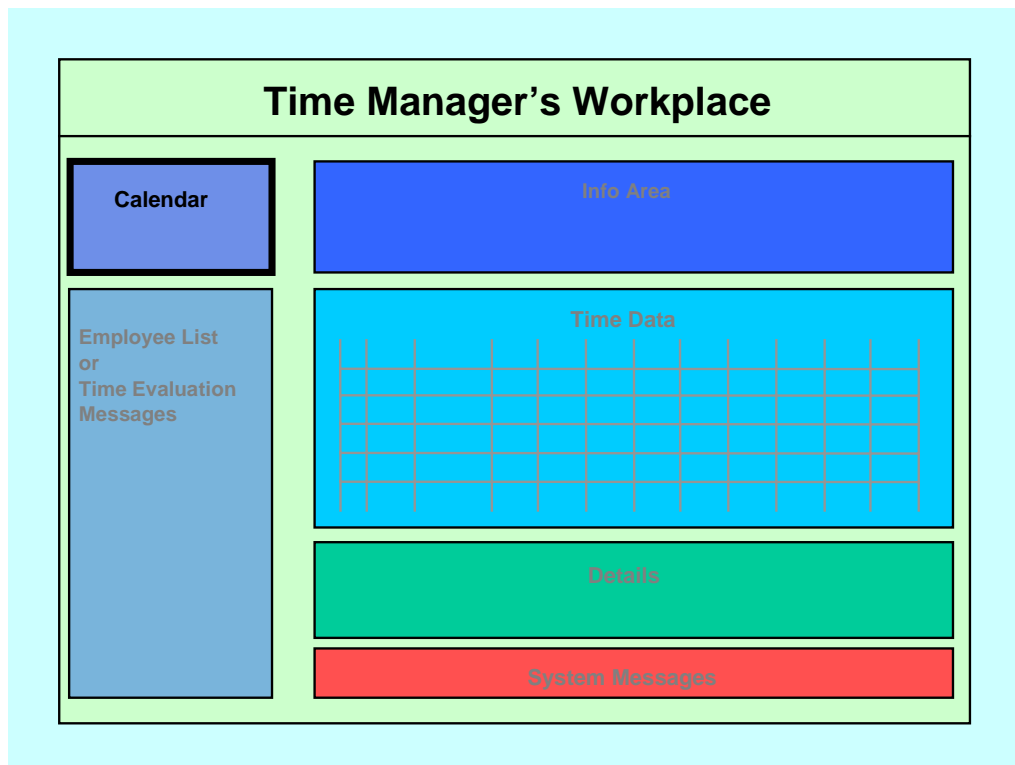 Time Manager’s Workplace
Calendar
Info Area
Employee List
or
Time Evaluation
Messages
Time Data
Details
System Messages